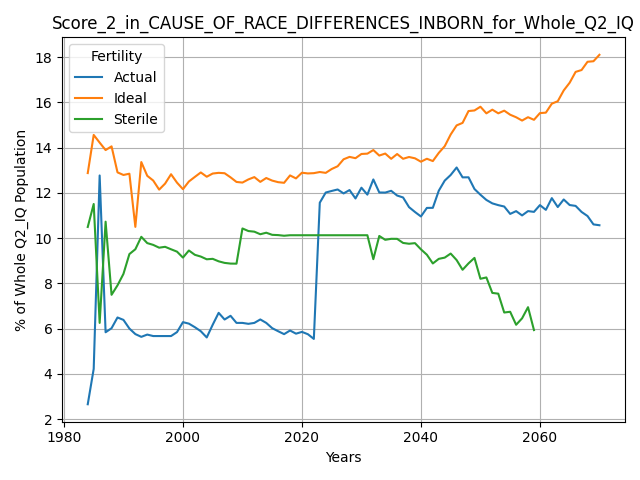 Score_2_in_CAUSE_OF_RACE_DIFFERENCES_INBORN_for_Whole_Q2_IQ
Fertility
Actual
Ideal
Sterile
% of Whole Q2_IQ Population
18
16
14
12
10
8
6
4
2
1980 2000 2020 2040 2060
Years